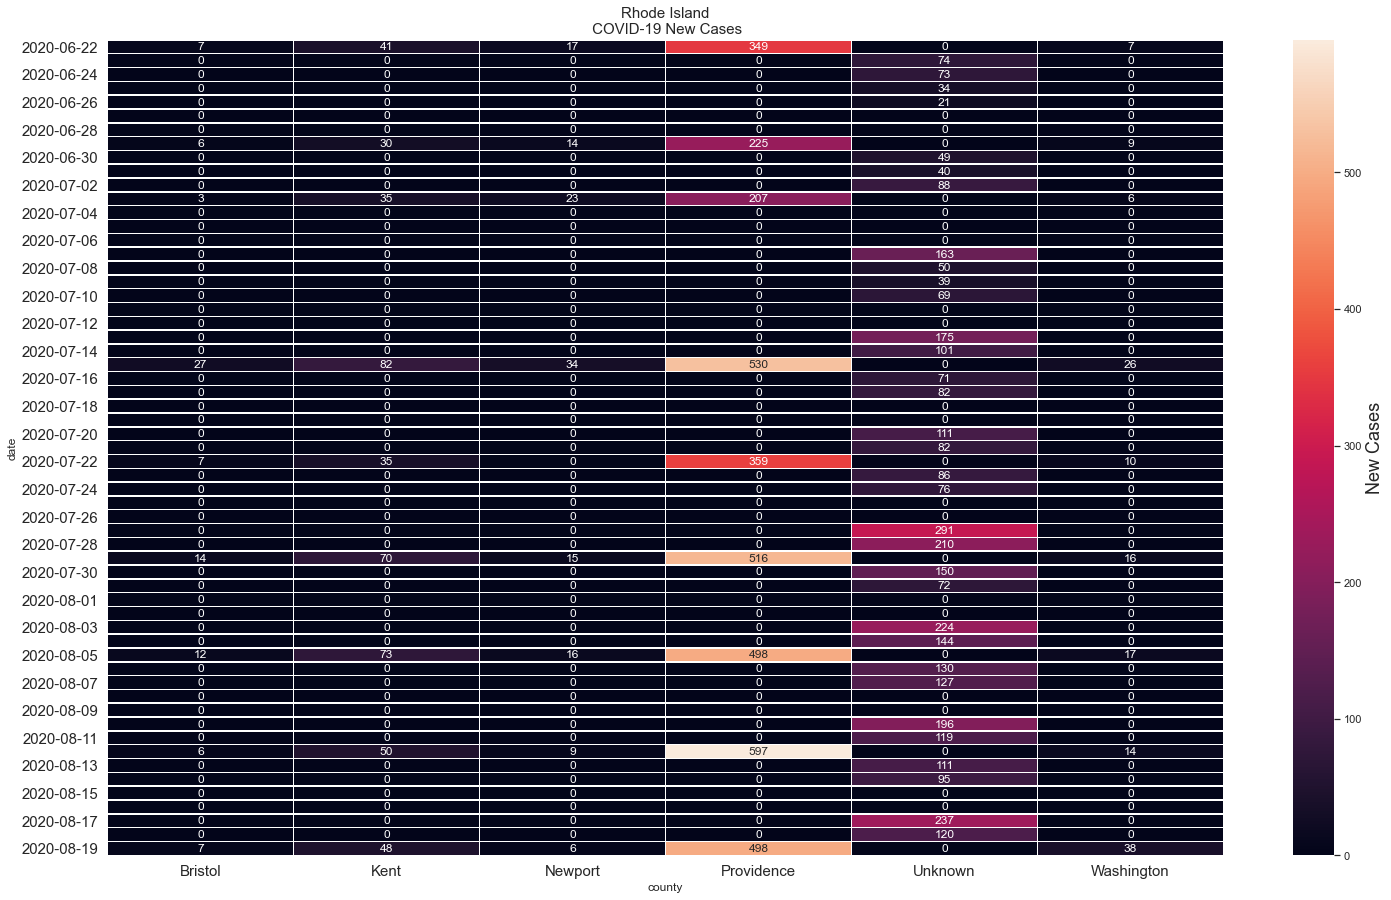 Rhode Island
COVID-19 New Cases
2020-06-22 7 41 17 349 0 7
0 0 0 0 74 0
2020-06-24 0 0 0 0 73 0
0 0 0 0 34 0
2020-06-26 0 0 0 0 21 0
0 0 0 0 0 0
2020-06-28 0 0 0 0 0 0
6 30 14 225 0 9
2020-06-30 0 0 0 0 49 0
0 0 0 0 40 0
2020-07-02 0 0 0 0 88 0
3 35 23 207 0 6
2020-07-04 0 0 0 0 0 0
0 0 0 0 0 0
2020-07-06 0 0 0 0 0 0
0 0 0 0 163 0
2020-07-08 0 0 0 0 50 0
0 0 0 0 39 0
2020-07-10 0 0 0 0 69 0
0 0 0 0 0 0
2020-07-12 0 0 0 0 0 0
0 0 0 0 175 0
2020-07-14 0 0 0 0 101 0
27 82 34 530 0 26
2020-07-16 0 0 0 0 71 0
0 0 0 0 82 0
2020-07-18 0 0 0 0 0 0
0 0 0 0 0 0
2020-07-20 0 0 0 0 111 0
0 0 0 0 82 0
2020-07-22 7 35 0 359 0 10
0 0 0 0 86 0
2020-07-24 0 0 0 0 76 0
0 0 0 0 0 0
2020-07-26 0 0 0 0 0 0
0 0 0 0 291 0
2020-07-28 0 0 0 0 210 0
14 70 15 516 0 16
2020-07-30 0 0 0 0 150 0
0 0 0 0 72 0
2020-08-01 0 0 0 0 0 0
0 0 0 0 0 0
2020-08-03 0 0 0 0 224 0
0 0 0 0 144 0
2020-08-05 12 73 16 498 0 17
0 0 0 0 130 0
2020-08-07 0 0 0 0 127 0
0 0 0 0 0 0
2020-08-09 0 0 0 0 0 0
0 0 0 0 196 0
2020-08-11 0 0 0 0 119 0
6 50 9 597 0 14
2020-08-13 0 0 0 0 111 0
0 0 0 0 95 0
2020-08-15 0 0 0 0 0 0
0 0 0 0 0 0
2020-08-17 0 0 0 0 237 0
0 0 0 0 120 0
2020-08-19 7 48 6 498 0 38
Bristol Kent Newport Providence Unknown Washington
county
date
500
400
300
200
100
0
New Cases